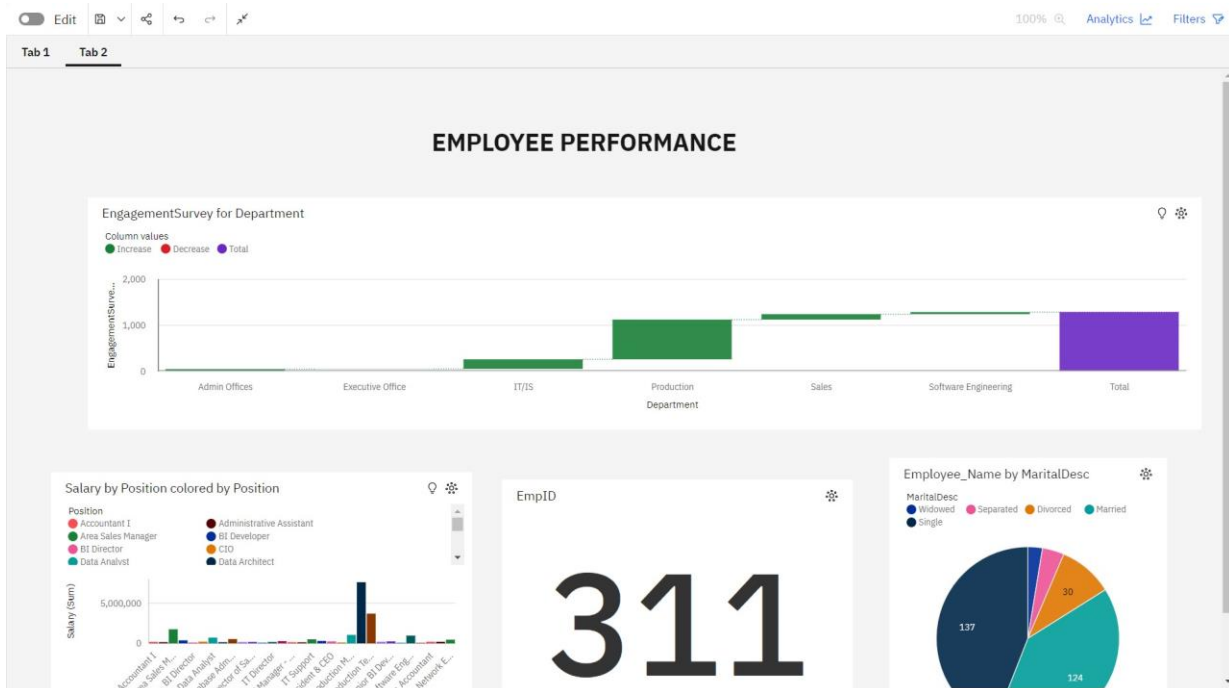 Edit
100%
Analytics
Filters
Tab 1
Tab 2
EMPLOYEE PERFORMANCE
EngagementSurvey for Department
Column values
Increase Decrease Total
EngagementSurve...
2,000
1,000
0
Admin Offices Executive Office IT/IS Production Sales Software Engineering Total
Department
Salary by Position colored by Position
Position
Accountant I Administrative Assistant
Area Sales Manager BI Developer
BI Director CIO
Data Analyst Data Architect
Salary (Sum)
5,000,000
0
Accountant I
BI Director
Data Analyst
IT Director
IT Support
EmpID
311
Employee_Name by MaritalDesc
MaritalDesc
Widowed Separated Divorced Married
Single
30
137
124